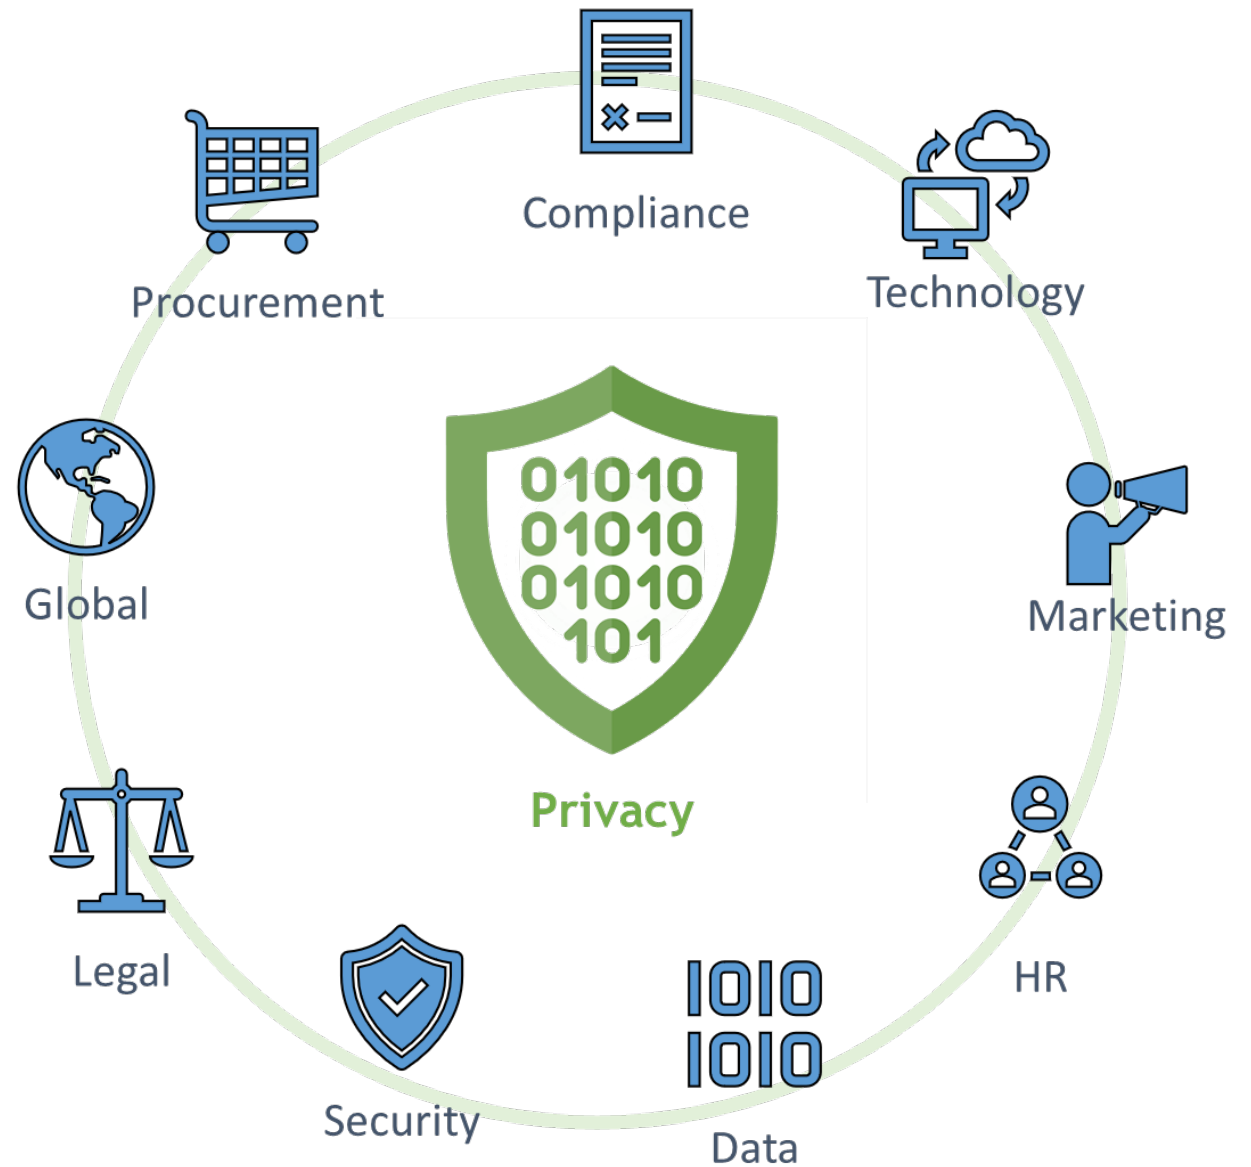 Compliance
Technology
Procurement
Marketing
Global
01010
01010
01010
101
Privacy
HR
Legal
Security
1010
1010
Data